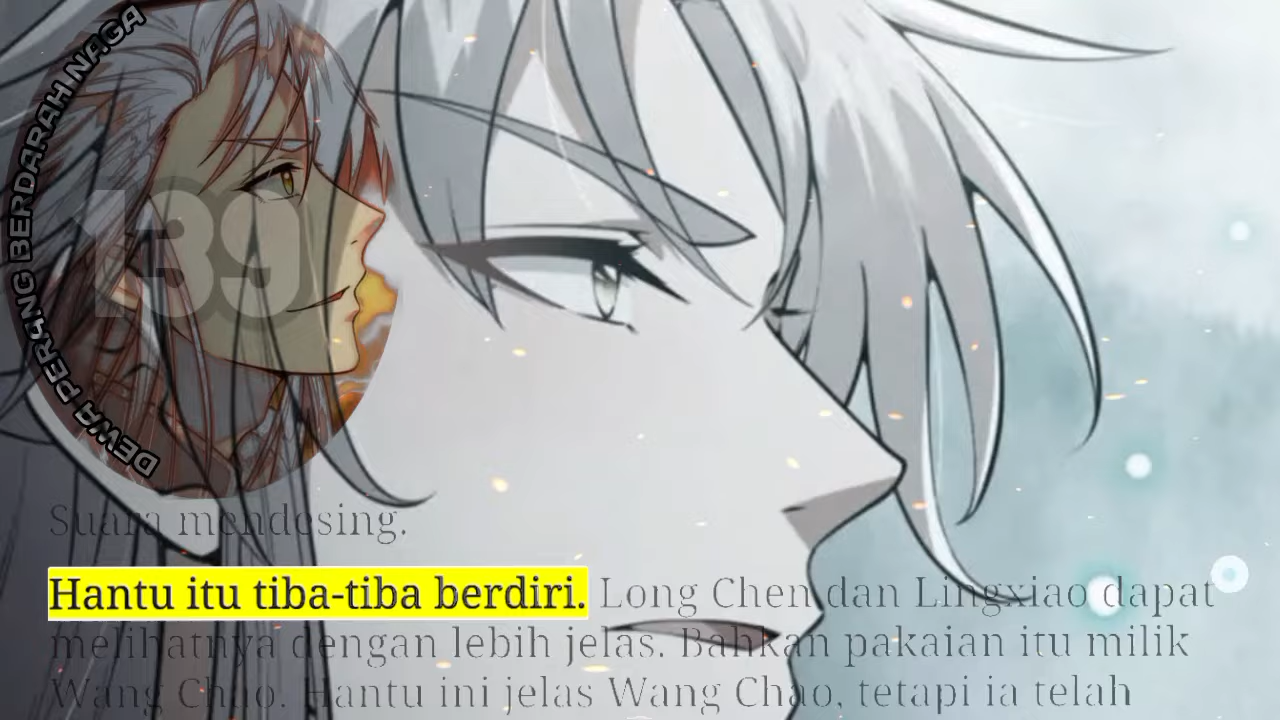 DEWA PERANG BERDARAH NAGA
139
Suara mendesing.
Hantu itu tiba-tiba berdiri. Long Chen dan Lingxiao dapat
melihatnya dengan lebih jelas. Bahkan pakaian itu milik
Wang Chao. Hantu ini jelas Wang Chao, tetapi ia telah